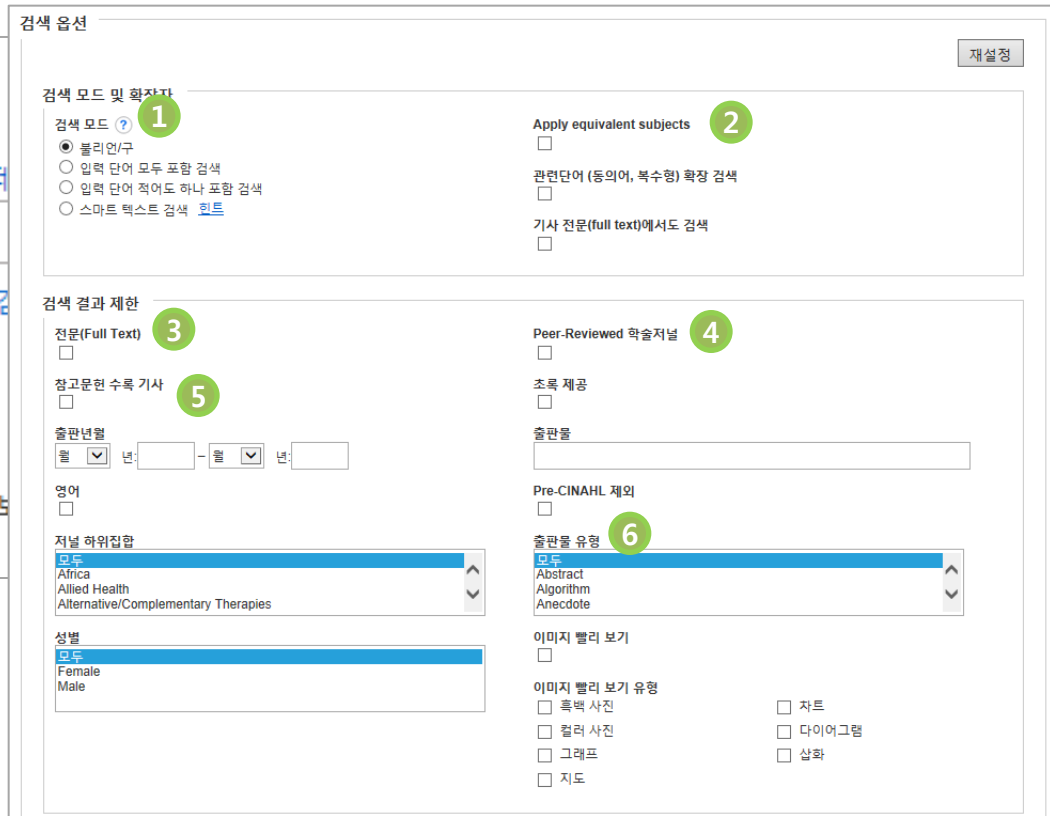 검색 옵션
재설정
검색 모드 및 확장자
검색 모드 ? 1
불리언/구
입력 단어 모두 포함 검색
입력 단어 적어도 하나 포함 검색
스마트 텍스트 검색 힌트
Apply equivalent subjects 2
관련단어 (동의어, 복수형) 확장 검색
기사 전문(full text)에서도 검색
검색 결과 제한
전문(Full Text) 3
Peer-Reviewed 학술저널 4
참고문헌 수록 기사 5
초록 제공
출판년월
월 년: – 월 년:
출판물
영어
Pre-CINAHL 제외
저널 하위집합
모두
Africa
Allied Health
Alternative/Complementary Therapies
출판물 유형 6
모두
Abstract
Algorithm
Anecdote
성별
모두
Female
Male
이미지 빨리 보기
이미지 빨리 보기 유형
흑백 사진
차트
컬러 사진
다이어그램
그래프
삽화
지도